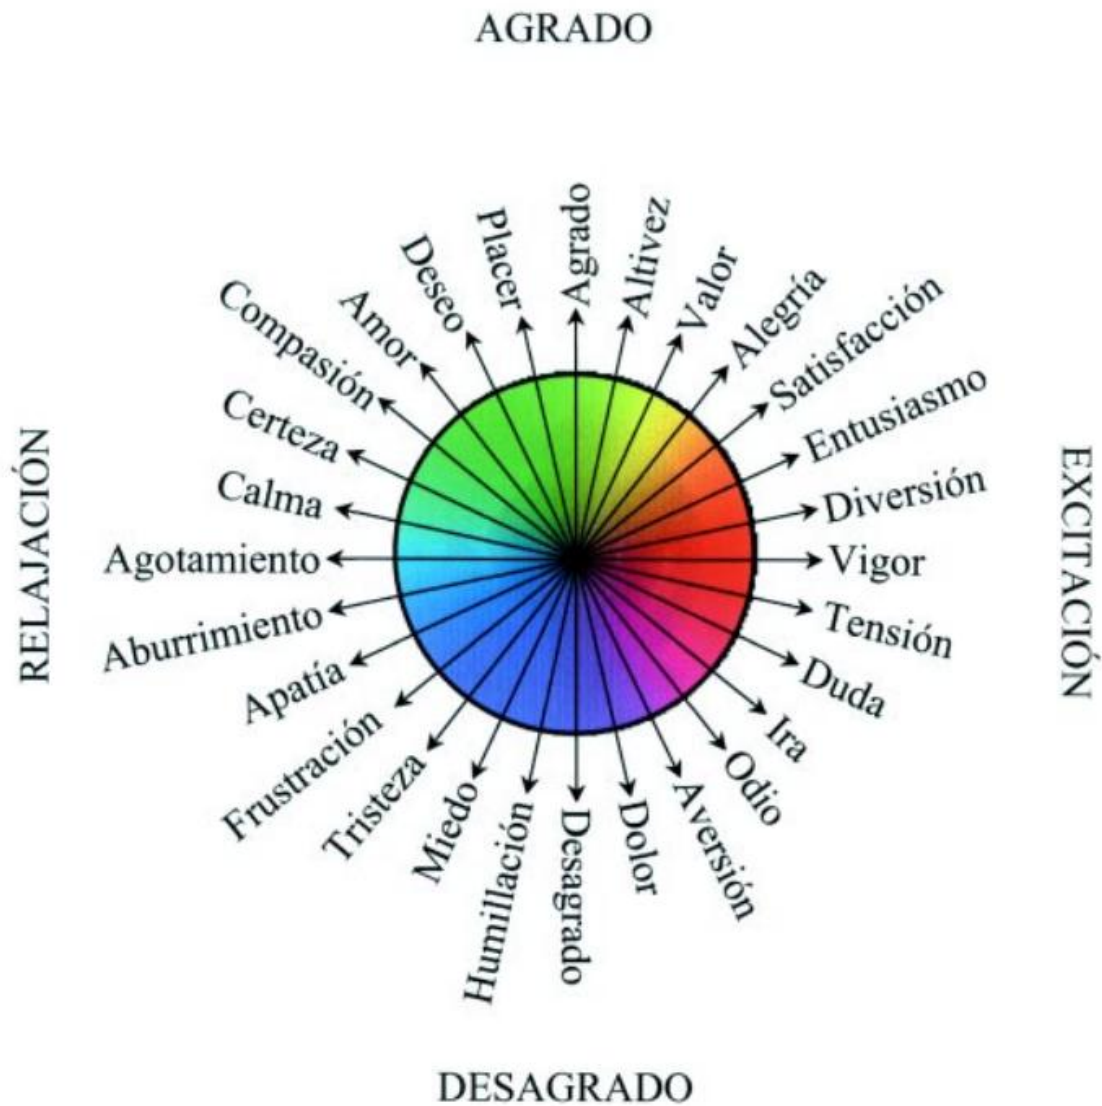 AGRADO
Agrado
Altivez
Valor
Alegría
Satisfacción
Entusiasmo
Diversión
Vigor
Tensión
Duda
Ira
Odio
Aversión
Dolor
Desagrado
Humillación
Miedo
Tristeza
Frustración
Apatía
Aburrimiento
Agotamiento
Calma
Certeza
Compasión
Amor
Deseo
Placer
RELAJACIÓN
EXCITACIÓN
DESAGRADO